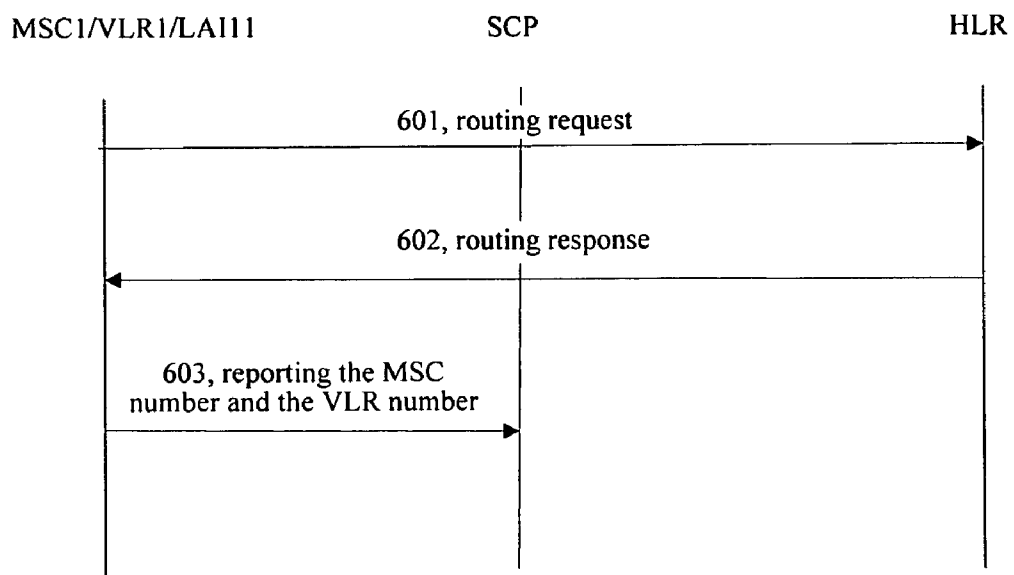 MSC1/VLR1/LAI11
SCP
HLR
601, routing request
602, routing response
603, reporting the MSC
number and the VLR number